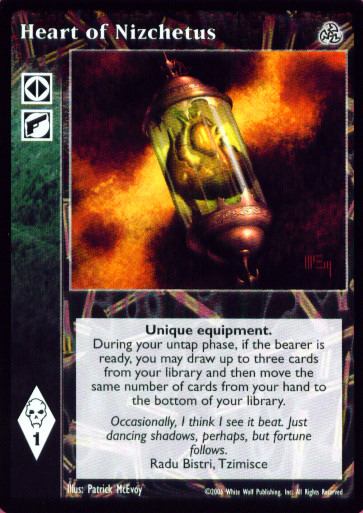 Heart of Nizchetus
McEvoy
Unique equipment.
During your untap phase, if the bearer is
ready, you may draw up to three cards
from your library and then move the
same number of cards from your hand to
the bottom of your library.
Occasionally, I think I see it beat. Just
dancing shadows, perhaps, but fortune
follows.
Radu Bistri, Tzimisce
1
Illus: Patrick McEvoy
©2006 White Wolf Publishing, Inc. All Rights Reserved